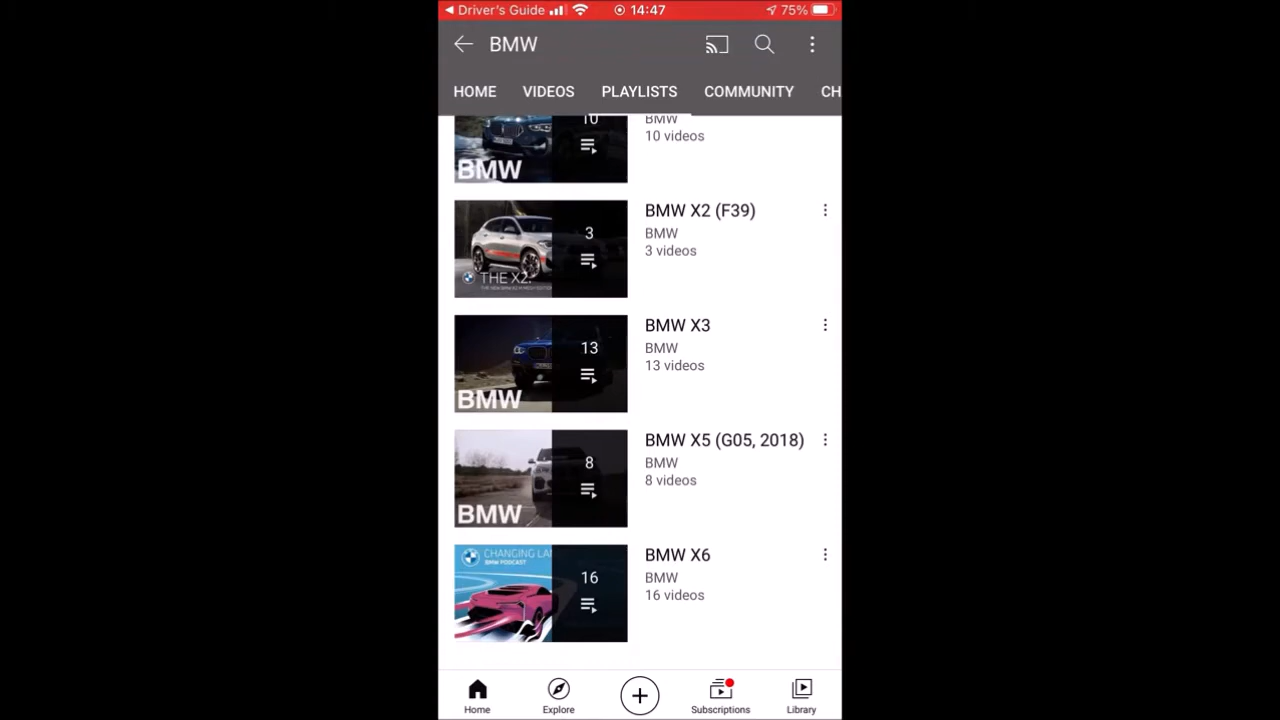 Driver's Guide 14:47 75%
BMW
HOME VIDEOS PLAYLISTS COMMUNITY CH
10
BMW
10 videos
BMW
BMW X2 (F39)
BMW
3 videos
3
THE X2.
BMW X3
BMW
13 videos
13
BMW
BMW X5 (G05, 2018)
BMW
8 videos
8
BMW
BMW X6
BMW
16 videos
16
CHANGING LA
BMW PODCAST
Home Explore Subscriptions Library